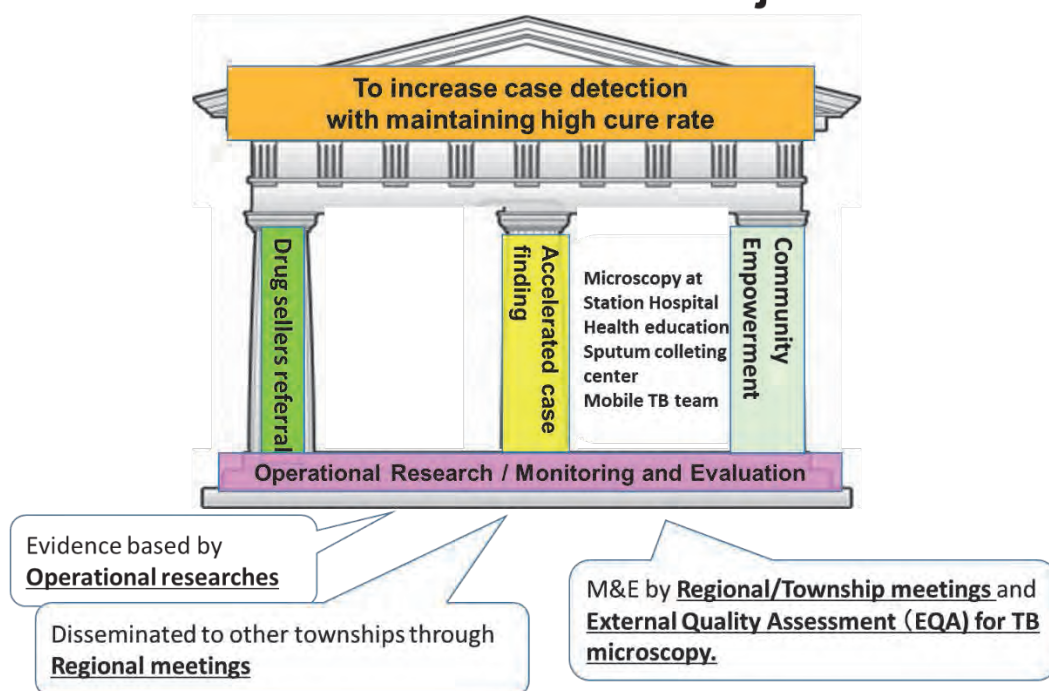 To increase case detection
with maintaining high cure rate
Drug sellers referral
Accelerated case
finding
Microscopy at
Station Hospital
Health education
Sputum colleting
center
Mobile TB team
Community
Empowerment
Operational Research / Monitoring and Evaluation
Evidence based by
Operational researches
Disseminated to other townships through
Regional meetings
M&E by Regional/Township meetings and
External Quality Assessment (EQA) for TB
microscopy.